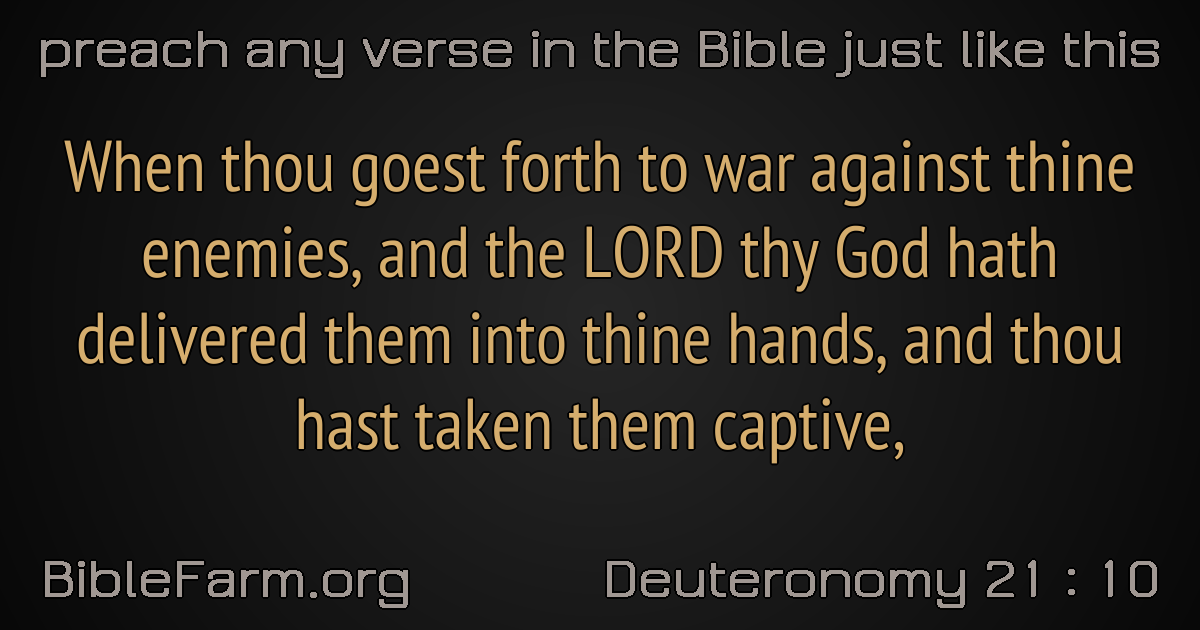 preach any verse in the Bible just like this
When thou goest forth to war against thine
enemies, and the LORD thy God hath
delivered them into thine hands, and thou
hast taken them captive,
BibleFarm.org
Deuteronomy 21 : 10